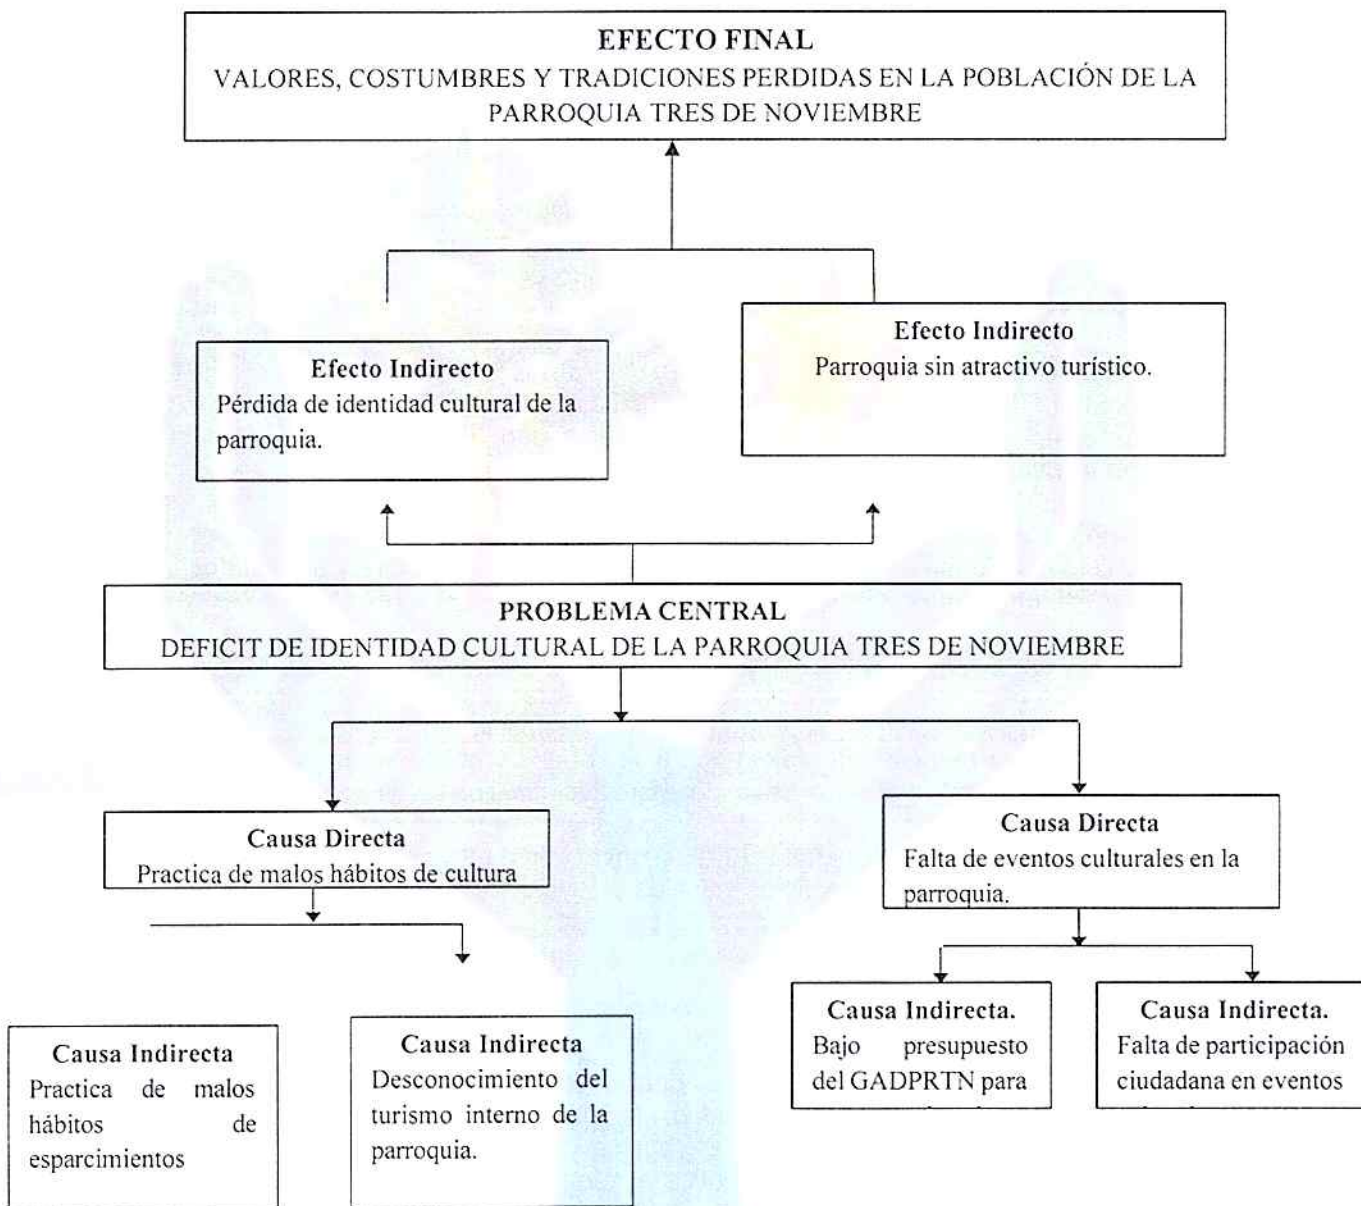 EFECTO FINAL
VALORES, COSTUMBRES Y TRADICIONES PERDIDAS EN LA POBLACIÓN DE LA
PARROQUIA TRES DE NOVIEMBRE
Efecto Indirecto
Pérdida de identidad cultural de la
parroquia.
Efecto Indirecto
Parroquia sin atractivo turístico.
PROBLEMA CENTRAL
DEFICIT DE IDENTIDAD CULTURAL DE LA PARROQUIA TRES DE NOVIEMBRE
Causa Directa
Practica de malos hábitos de cultura
Causa Directa
Falta de eventos culturales en la
parroquia.
Causa Indirecta
Practica de malos
hábitos de
esparcimientos
Causa Indirecta
Desconocimiento del
turismo interno de la
parroquia.
Causa Indirecta.
Bajo presupuesto
del GADPRTN para
Causa Indirecta.
Falta de participación
ciudadana en eventos